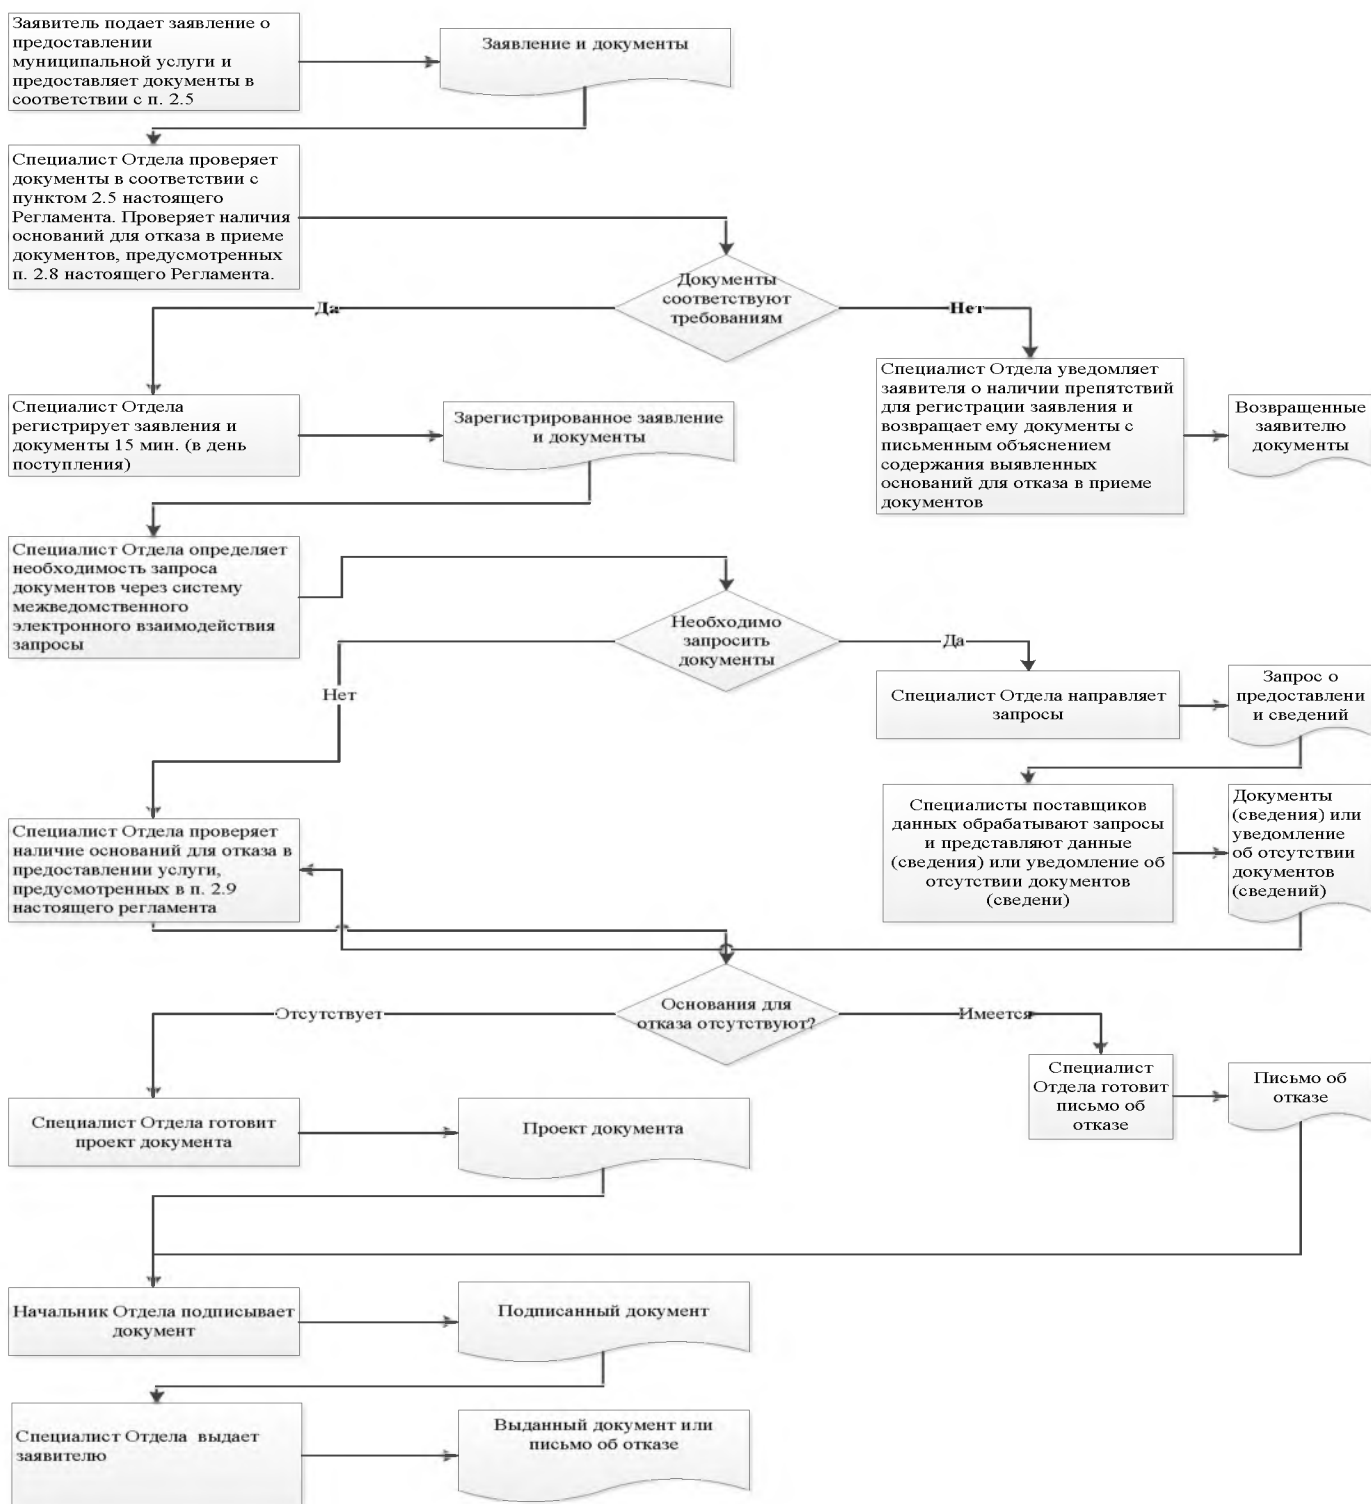 Заявитель подает заявление о
предоставлении
муниципальной услуги и
предоставляет документы в
соответствии с п. 2.5
Заявление и документы
Специалист Отдела проверяет
документы в соответствии с
пунктом 2.5 настоящего
Регламента. Проверяет наличия
оснований для отказа в приеме
документов, предусмотренных
п. 2.8 настоящего Регламента.
Документы
соответствуют
требованиям
Да
Нет
Специалист Отдела
регистрирует заявления и
документы 15 мин. (в день
поступления)
Зарегистрированное заявление
и документы
Специалист Отдела уведомляет
заявителя о наличии препятствий
для регистрации заявления и
возвращает ему документы с
письменным объяснением
содержания выявленных
оснований для отказа в приеме
документов
Возвращенные
заявителю
документы
Специалист Отдела определяет
необходимость запроса
документов через систему
межведомственного
электронного взаимодействия
запросы
Необходимо
запросить
документы
Да
Нет
Специалист Отдела направляет
запросы
Запрос о
предоставлени
и сведений
Специалисты поставщиков
данных обрабатывают запросы
и представляют данные
(сведения) или уведомление об
отсутствии документов
(сведени)
Документы
(сведения) или
уведомление
об отсутствии
документов
(сведений)
Специалист Отдела проверяет
наличие оснований для отказа в
предоставлении услуги,
предусмотренных в п. 2.9
настоящего регламента
Основания для
отказа отсутствуют?
Отсутствует
Имеется
Специалист
Отдела готовит
письмо об
отказе
Письмо об
отказе
Специалист Отдела готовит
проект документа
Проект документа
Начальник Отдела подписывает
документ
Подписанный документ
Специалист Отдела  выдает
заявителю
Выданный документ или
письмо об отказе